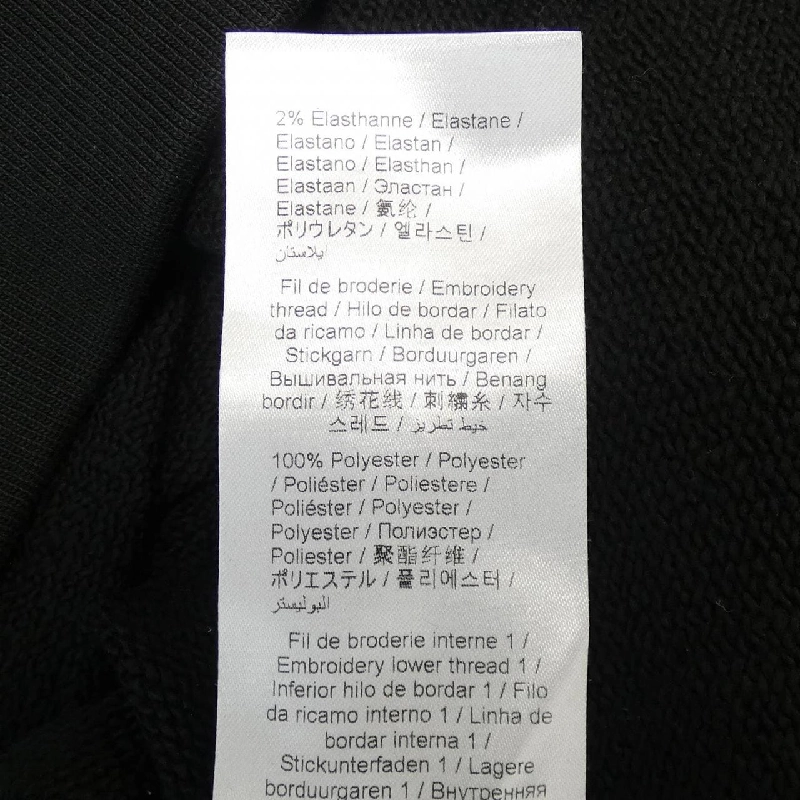 2% Élasthanne / Elastane /
Elastano / Elastan /
Elastano / Elasthan /
Elastaan / Эластан /
Elastane / 氨纶 /
ポリウレタン / 엘라스틴 /
يلاستان
Fil de broderie / Embroidery
thread / Hilo de bordar / Filato
da ricamo / Linha de bordar /
Stickgarn / Borduurgaren /
Вышивальная нить / Benang
bordir / 绣花线 / 刺繍糸 / 자수
스레드 / خيط تطريز
100% Polyester / Polyester
/ Poliéster / Poliestere /
Poliéster / Polyester /
Polyester / Полиэстер /
Poliester / 聚酯纤维 /
ポリエステル / 폴리에스터 /
البوليستر
Fil de broderie interne 1 /
Embroidery lower thread 1 /
Inferior hilo de bordar 1 / Filo
da ricamo interno 1 / Linha de
bordar interna 1 /
Stickunterfaden 1 / Lagere
borduurgaren 1 / Внутренняя